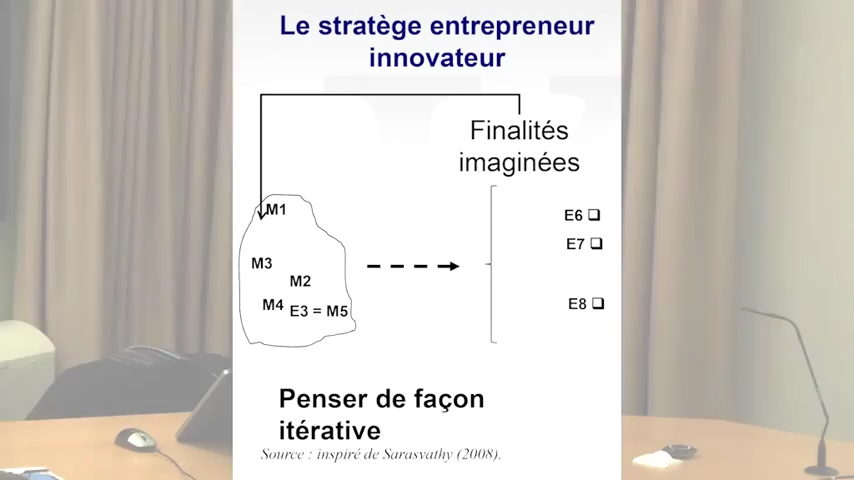 Le stratège entrepreneur
innovateur
Finalités
imaginées
M1
E6 ❑
E7 ❑
M3
M2
M4
E3 = M5
E8 ❑
Penser de façon
itérative
Source : inspiré de Sarasvathy (2008).